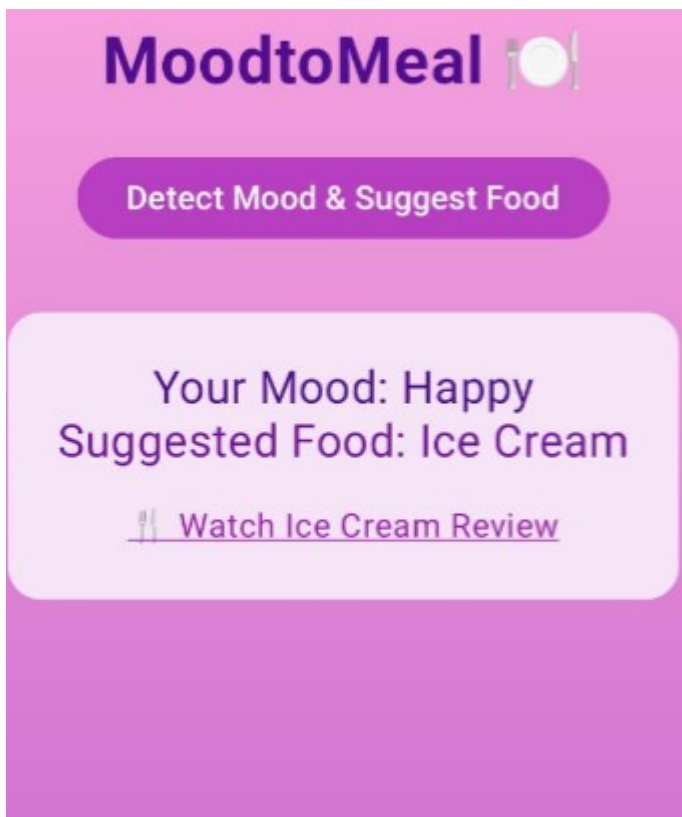 MoodtoMeal 🍽️
Detect Mood & Suggest Food
Your Mood: Happy
Suggested Food: Ice Cream
🍴 Watch Ice Cream Review